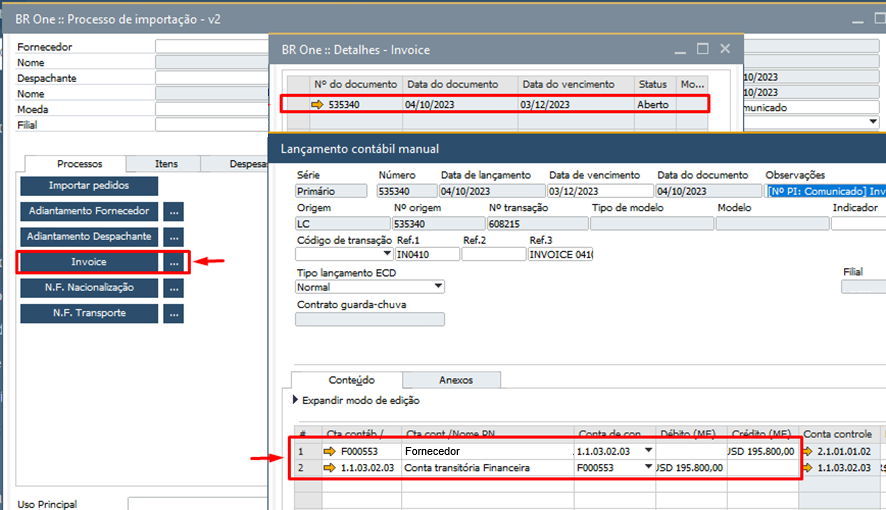 BR One :: Processo de importação - v2
Fornecedor
Nome
Despachante
Nome
Moeda
Filial
Processos Itens Despesas
Importar pedidos
Adiantamento Fornecedor ...
Adiantamento Despachante ...
Invoice ...
N.F. Nacionalização ...
N.F. Transporte ...
Uso Principal
10/2023
10/2023
municado
BR One :: Detalhes - Invoice
Nº do documento Data do documento Data do vencimento Status Mo...
535340 04/10/2023 03/12/2023 Aberto
Lançamento contábil manual
Série Número Data de lançamento Data de vencimento Data do documento Observações
Primário 535340 04/10/2023 03/12/2023 04/10/2023 [Nº PI: Comunicado] Inv
Origem Nº origem Nº transação Tipo de modelo Modelo Indicador
LC 535340 608215
Código de transação Ref.1 Ref.2 Ref.3
IN0410 INVOICE 0410
Tipo lançamento ECD Filial
Normal
Contrato guarda-chuva
Conteúdo Anexos
Expandir modo de edição
# Cta contáb./ Cta cont./Nome PN Conta de con Débito (ME) Crédito (ME) Conta controle
1 F000553 Fornecedor 1.1.03.02.03 USD 195.800,00 2.1.01.01.02
2 1.1.03.02.03 Conta transitória Financeira F000553 USD 195.800,00 1.1.03.02.03